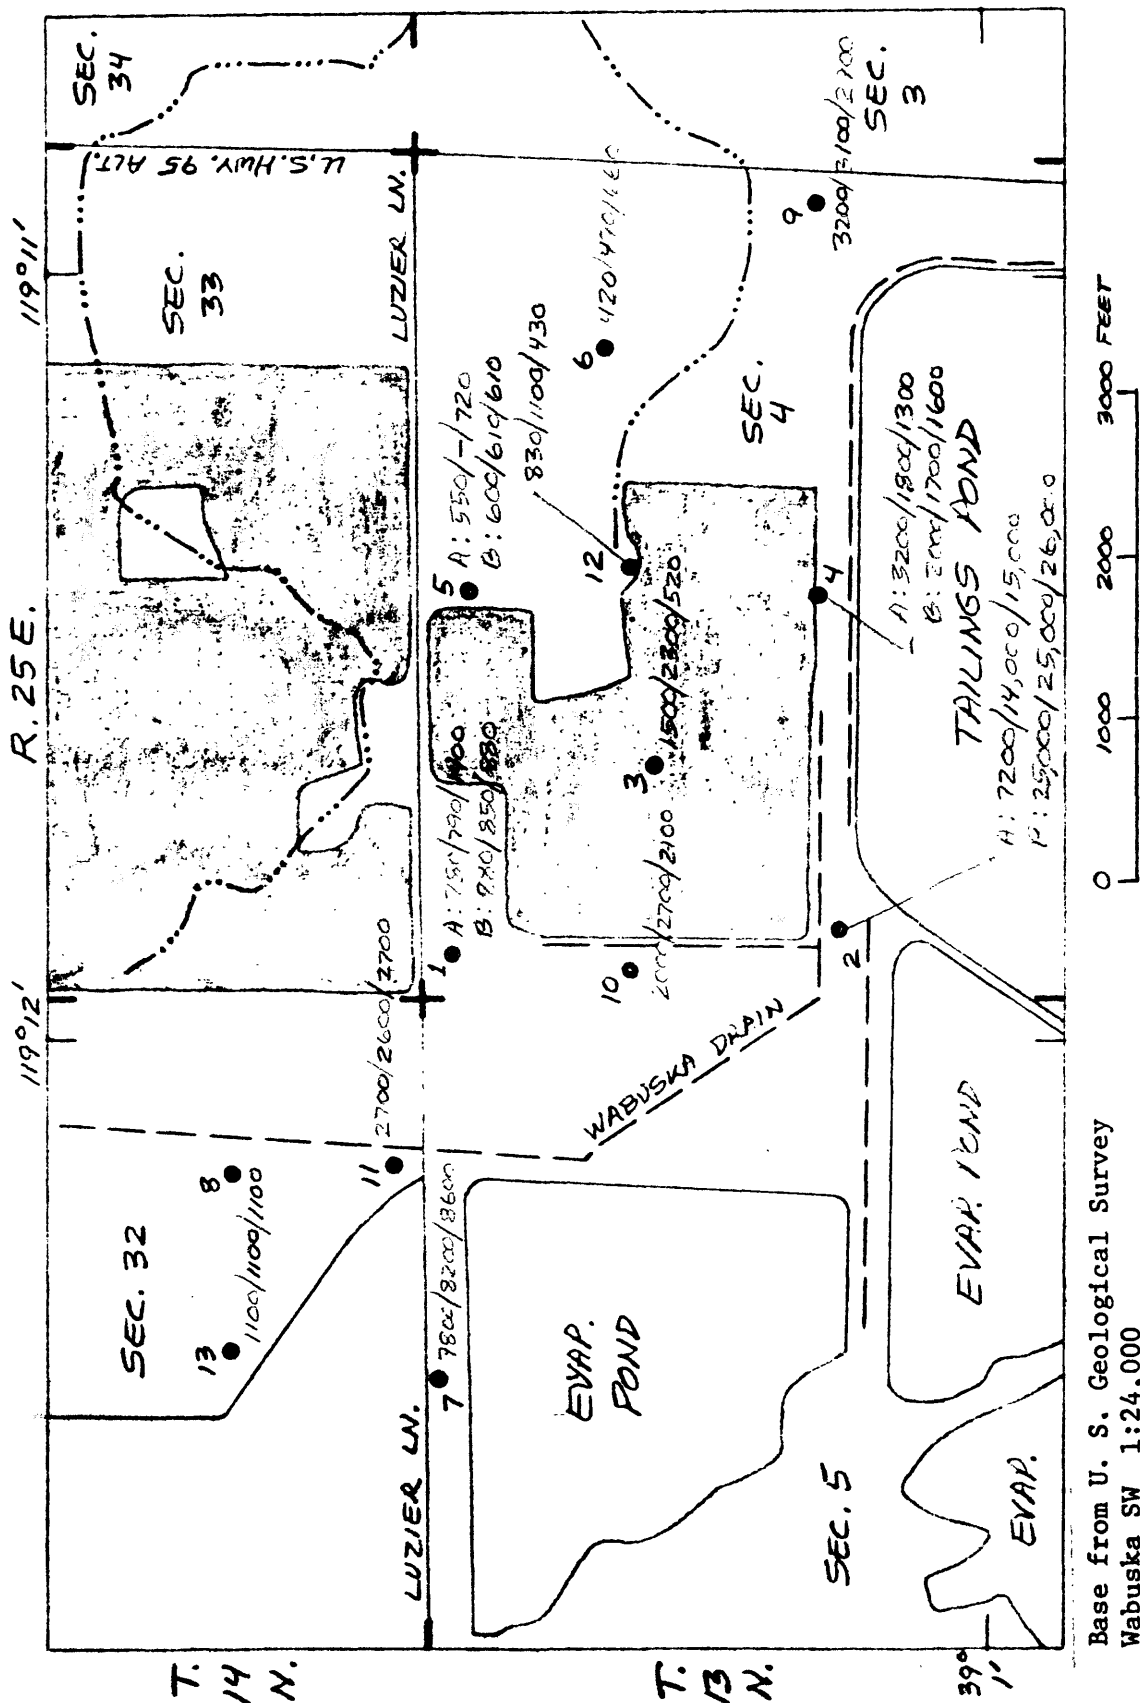 R. 25 E.
119°12'
119°11'
T.
14
N.
SEC. 32
SEC.
33
SEC.
34
U.S. HWY. 95 ALT.
13
8
1100/1100/1100
11
2700/2600/2700
LUZIER LN.
LUZIER LN.
7
7800/8200/8600
1
A: 750/790/
B: 780/850/880
5
A: 550/-/720
B: 600/610/610
830/1100/430
6
420/470/
12
10
2000/2700/2100
3
1500/2300/520
WABUSKA DRAIN
EVAP.
POND
T.
13
N.
SEC.
4
9
3200/3100/2700
SEC.
3
4
A: 3200/1800/1300
B: 2000/1700/1600
2
TAILINGS POND
A: 7200/14,000/15,000
B: 25,000/25,000/26,000
SEC. 5
EVAP. POND
EVAP.
39°
1'
0 1000 2000 3000 FEET
Base from U. S. Geological Survey
Wabuska SW 1:24,000